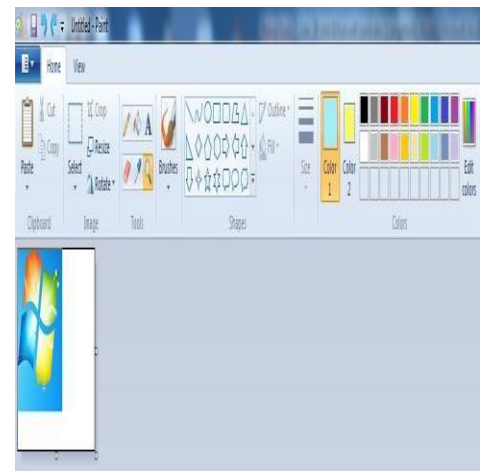 Untitled - Paint
Home View
Cut
Copy
Paste
Clipboard
Crop
Resize
Rotate
Select
Image
A
Tools
Brushes
Outline
Fill
Shapes
Size
Color 1
Color 2
Edit colors
Colors